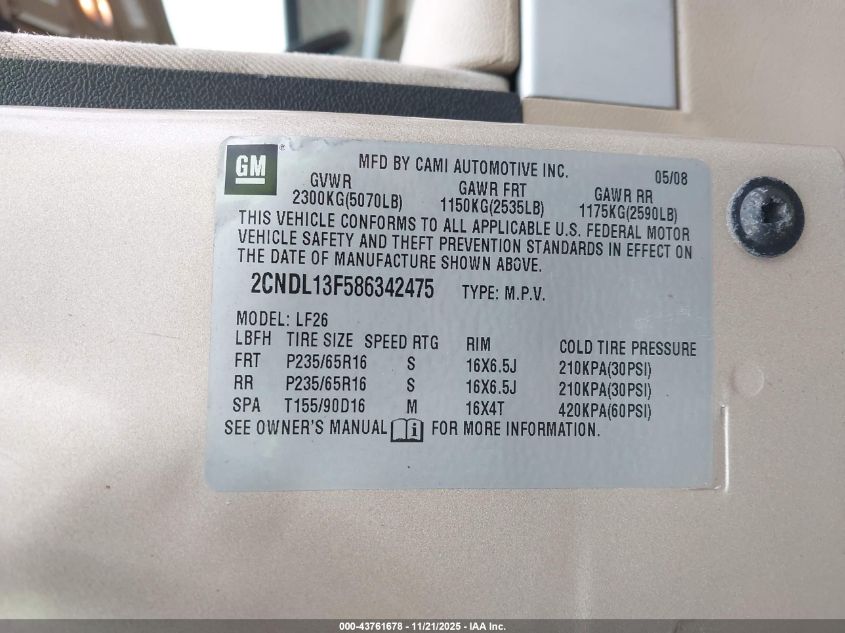 GM ®
MFD BY CAMI AUTOMOTIVE INC. 05/08
GVWR GAWR FRT GAWR RR
2300KG(5070LB) 1150KG(2535LB) 1175KG(2590LB)
THIS VEHICLE CONFORMS TO ALL APPLICABLE U.S. FEDERAL MOTOR
VEHICLE SAFETY AND THEFT PREVENTION STANDARDS IN EFFECT ON
THE DATE OF MANUFACTURE SHOWN ABOVE.
2CNDL13F586342475 TYPE: M.P.V.
MODEL: LF26
LBFH TIRE SIZE SPEED RTG RIM COLD TIRE PRESSURE
FRT P235/65R16 S 16X6.5J 210KPA(30PSI)
RR P235/65R16 S 16X6.5J 210KPA(30PSI)
SPA T155/90D16 M 16X4T 420KPA(60PSI)
SEE OWNER'S MANUAL i FOR MORE INFORMATION.
000-43761678 - 11/21/2025 - IAA Inc.